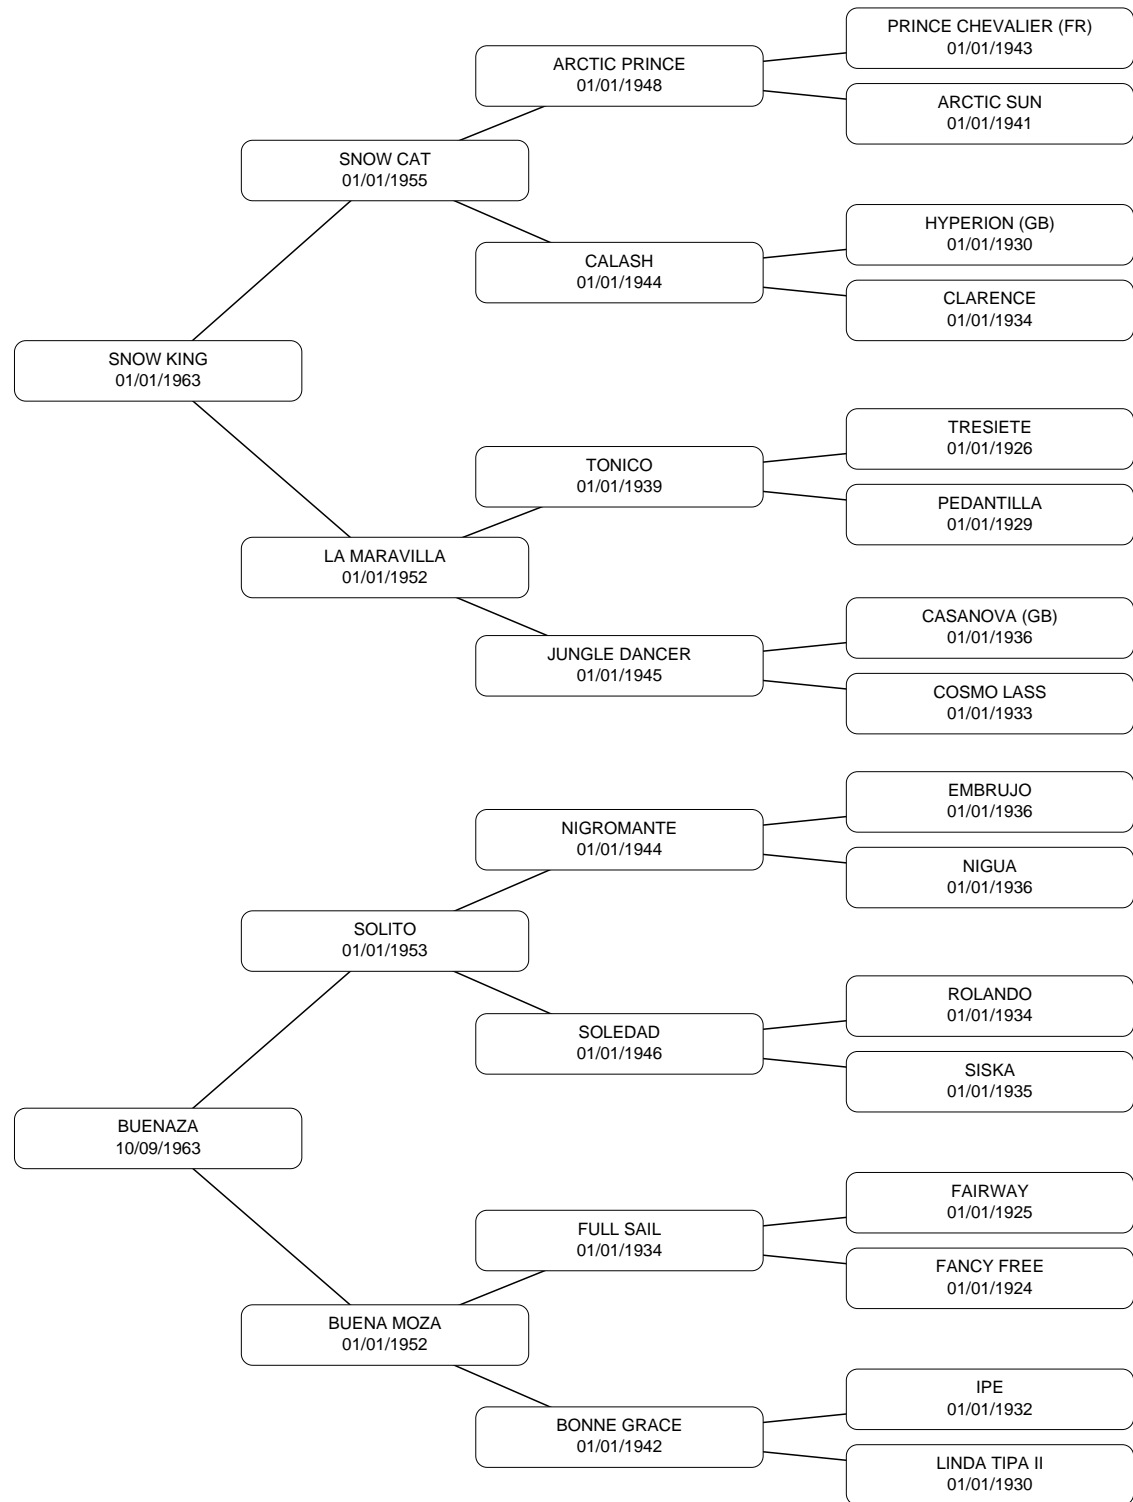 PRINCE CHEVALIER (FR)
01/01/1943
ARCTIC PRINCE
01/01/1948
ARCTIC SUN
01/01/1941
SNOW CAT
01/01/1955
HYPERION (GB)
01/01/1930
CALASH
01/01/1944
CLARENCE
01/01/1934
SNOW KING
01/01/1963
TRESIETE
01/01/1926
TONICO
01/01/1939
PEDANTILLA
01/01/1929
LA MARAVILLA
01/01/1952
CASANOVA (GB)
01/01/1936
JUNGLE DANCER
01/01/1945
COSMO LASS
01/01/1933
EMBRUJO
01/01/1936
NIGROMANTE
01/01/1944
NIGUA
01/01/1936
SOLITO
01/01/1953
ROLANDO
01/01/1934
SOLEDAD
01/01/1946
SISKA
01/01/1935
BUENAZA
10/09/1963
FAIRWAY
01/01/1925
FULL SAIL
01/01/1934
FANCY FREE
01/01/1924
BUENA MOZA
01/01/1952
IPE
01/01/1932
BONNE GRACE
01/01/1942
LINDA TIPA II
01/01/1930